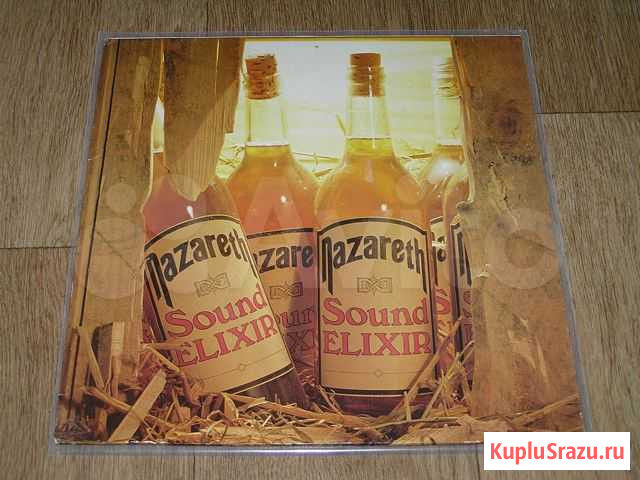 Nazareth
Sound
ELIXIR
Nazareth
Sound
ELIXIR
KupluSrazu.ru